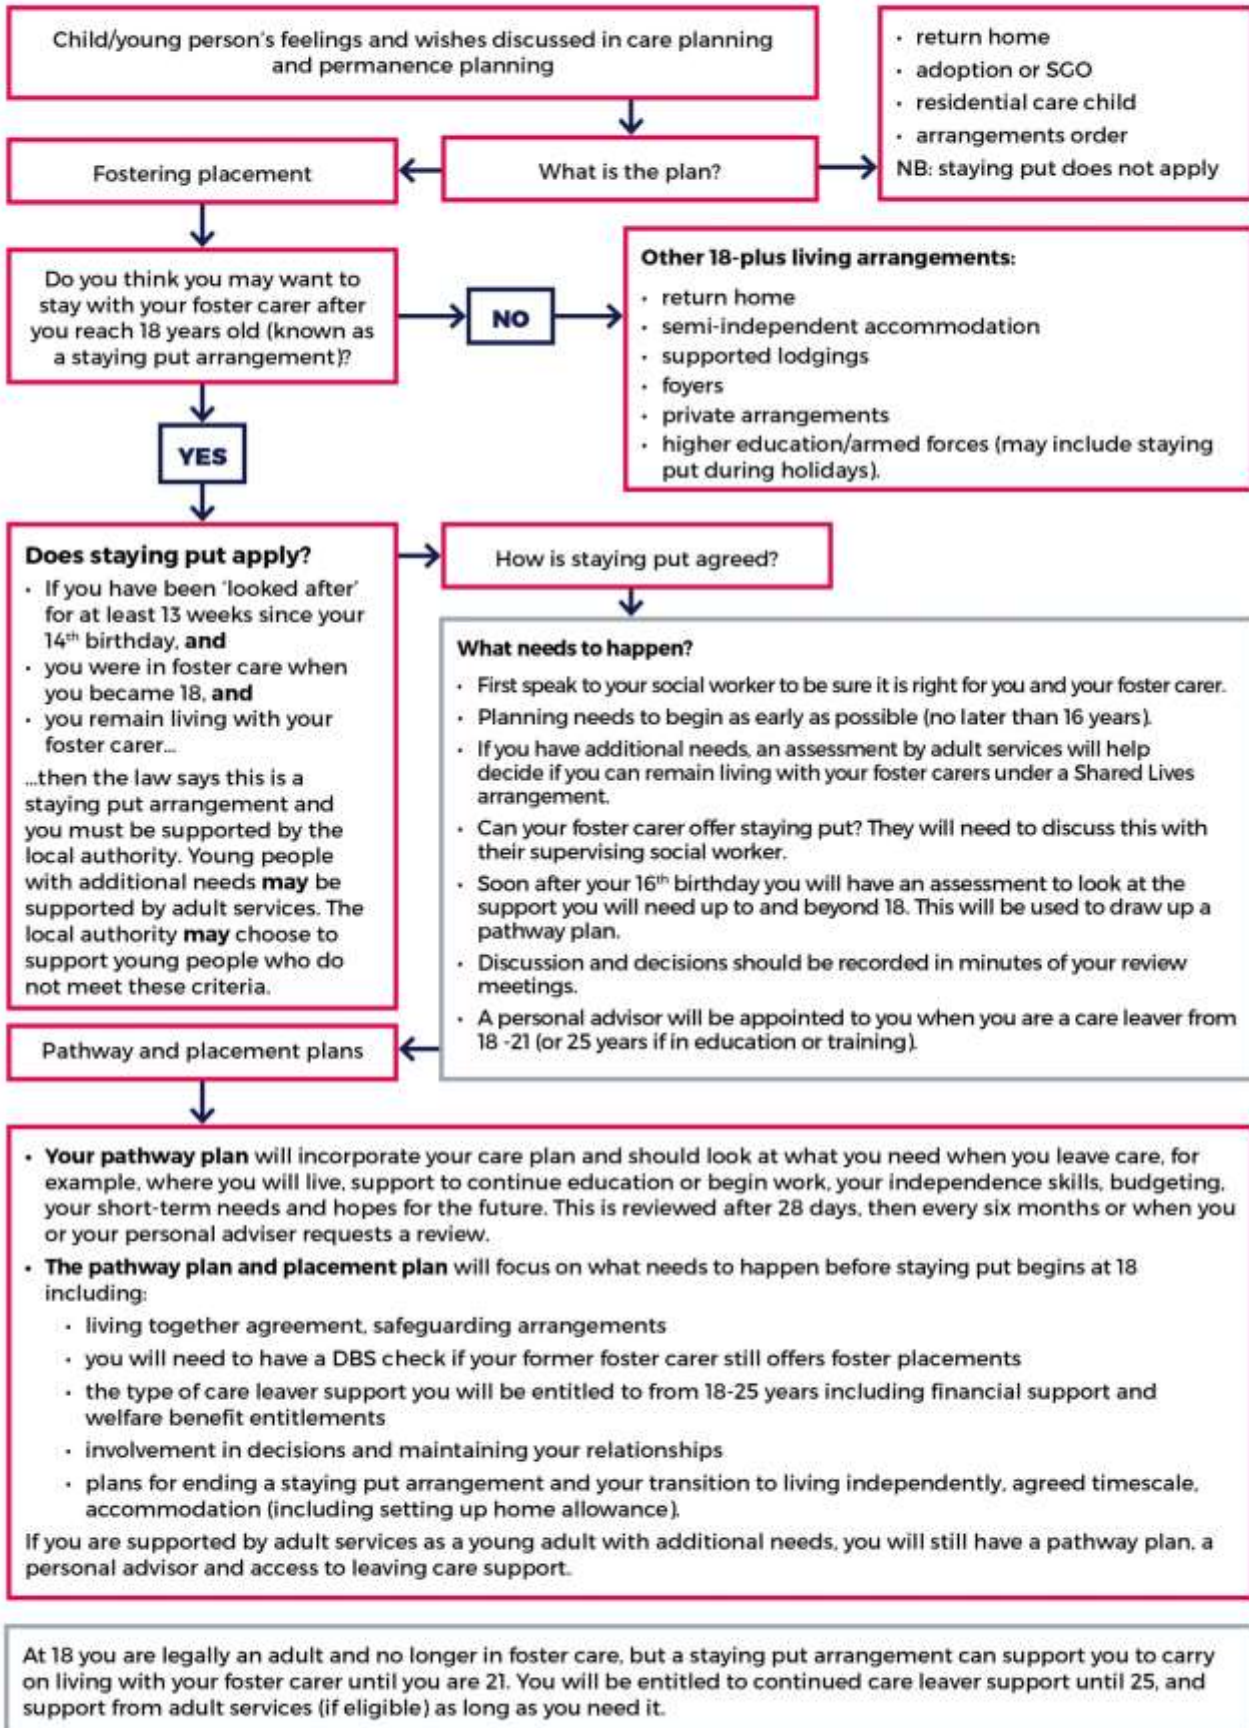 Child/young person's feelings and wishes discussed in care planning
and permanence planning
• return home
• adoption or SGO
• residential care child
• arrangements order
NB: staying put does not apply
What is the plan?
Fostering placement
Do you think you may want to
stay with your foster carer after
you reach 18 years old (known as
a staying put arrangement)?
NO
Other 18-plus living arrangements:
• return home
• semi-independent accommodation
• supported lodgings
• foyers
• private arrangements
• higher education/armed forces (may include staying
put during holidays).
YES
Does staying put apply?
• If you have been 'looked after'
for at least 13 weeks since your
14th birthday, and
• you were in foster care when
you became 18, and
• you remain living with your
foster carer...
...then the law says this is a
staying put arrangement and
you must be supported by the
local authority. Young people
with additional needs may be
supported by adult services. The
local authority may choose to
support young people who do
not meet these criteria.
How is staying put agreed?
What needs to happen?
• First speak to your social worker to be sure it is right for you and your foster carer.
• Planning needs to begin as early as possible (no later than 16 years).
• If you have additional needs, an assessment by adult services will help
decide if you can remain living with your foster carers under a Shared Lives
arrangement.
• Can your foster carer offer staying put? They will need to discuss this with
their supervising social worker.
• Soon after your 16th birthday you will have an assessment to look at the
support you will need up to and beyond 18. This will be used to draw up a
pathway plan.
• Discussion and decisions should be recorded in minutes of your review
meetings.
• A personal advisor will be appointed to you when you are a care leaver from
18 -21 (or 25 years if in education or training).
Pathway and placement plans
• Your pathway plan will incorporate your care plan and should look at what you need when you leave care, for
example, where you will live, support to continue education or begin work, your independence skills, budgeting,
your short-term needs and hopes for the future. This is reviewed after 28 days, then every six months or when you
or your personal adviser requests a review.
• The pathway plan and placement plan will focus on what needs to happen before staying put begins at 18
including:
• living together agreement, safeguarding arrangements
• you will need to have a DBS check if your former foster carer still offers foster placements
• the type of care leaver support you will be entitled to from 18-25 years including financial support and
welfare benefit entitlements
• involvement in decisions and maintaining your relationships
• plans for ending a staying put arrangement and your transition to living independently, agreed timescale,
accommodation (including setting up home allowance).
If you are supported by adult services as a young adult with additional needs, you will still have a pathway plan, a
personal advisor and access to leaving care support.
At 18 you are legally an adult and no longer in foster care, but a staying put arrangement can support you to carry
on living with your foster carer until you are 21. You will be entitled to continued care leaver support until 25, and
support from adult services (if eligible) as long as you need it.